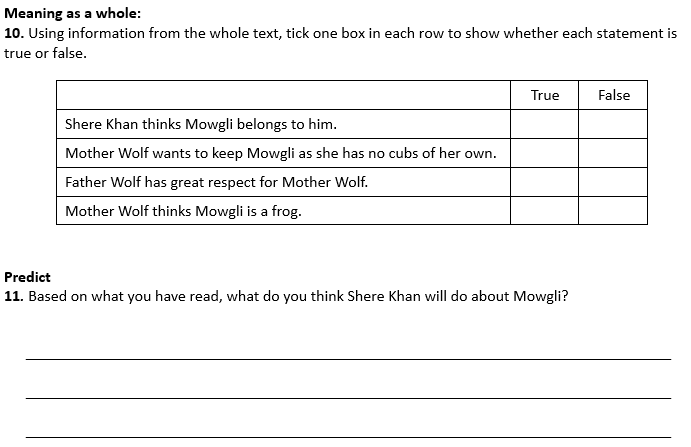 Meaning as a whole:
10. Using information from the whole text, tick one box in each row to show whether each statement is
true or false.
True False
Shere Khan thinks Mowgli belongs to him.
Mother Wolf wants to keep Mowgli as she has no cubs of her own.
Father Wolf has great respect for Mother Wolf.
Mother Wolf thinks Mowgli is a frog.
Predict
11. Based on what you have read, what do you think Shere Khan will do about Mowgli?